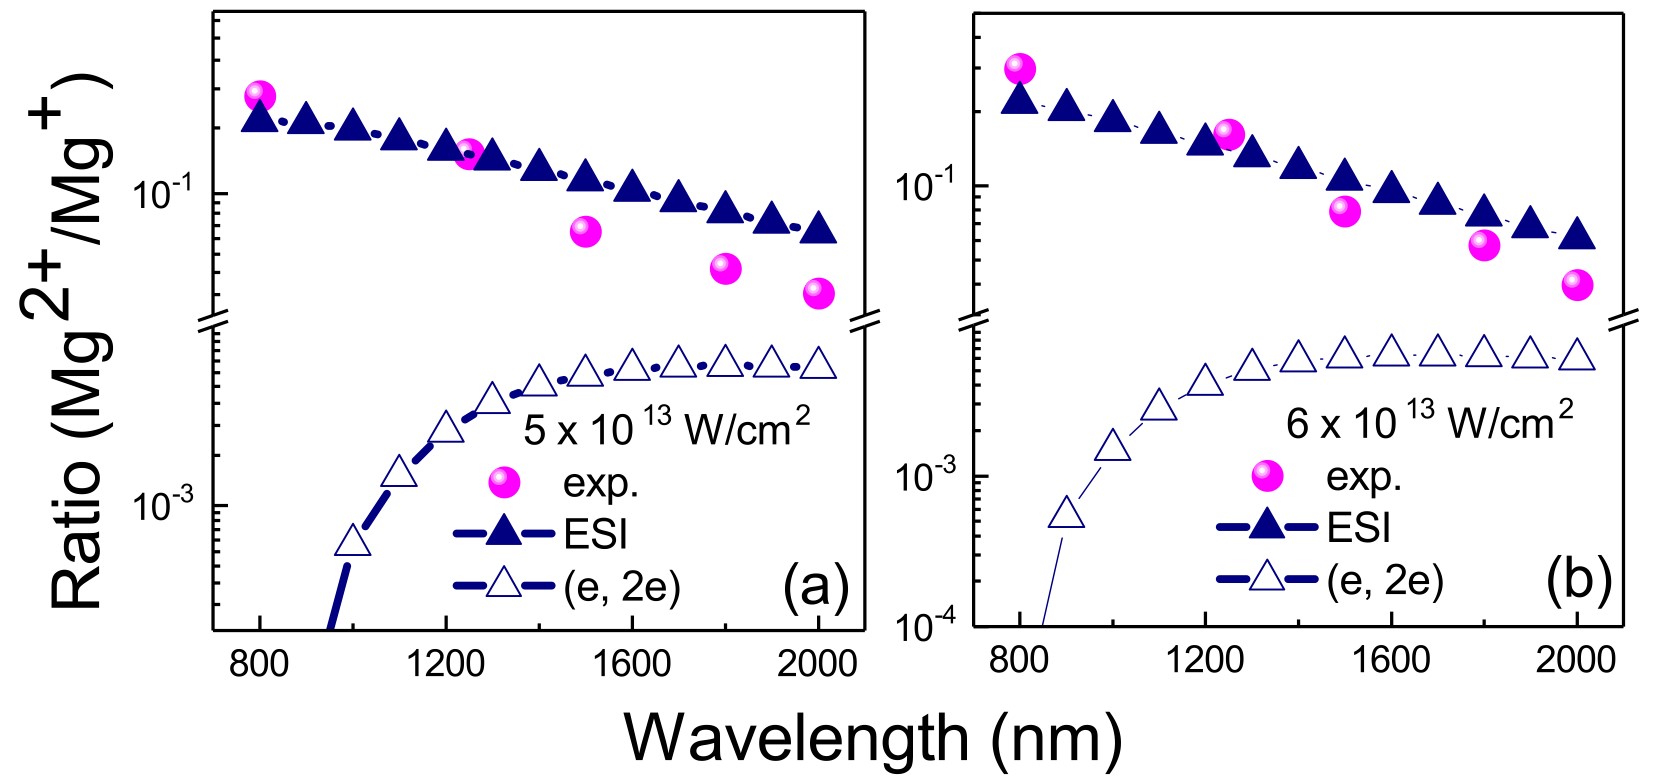 Ratio (Mg²⁺/Mg⁺)
10⁻¹
10⁻³
5 x 10 ¹³ W/cm²
exp.
ESI
(e, 2e)
(a)
800 1200 1600 2000
10⁻¹
10⁻³
10⁻⁴
6 x 10 ¹³ W/cm²
exp.
ESI
(e, 2e)
(b)
800 1200 1600 2000
Wavelength (nm)